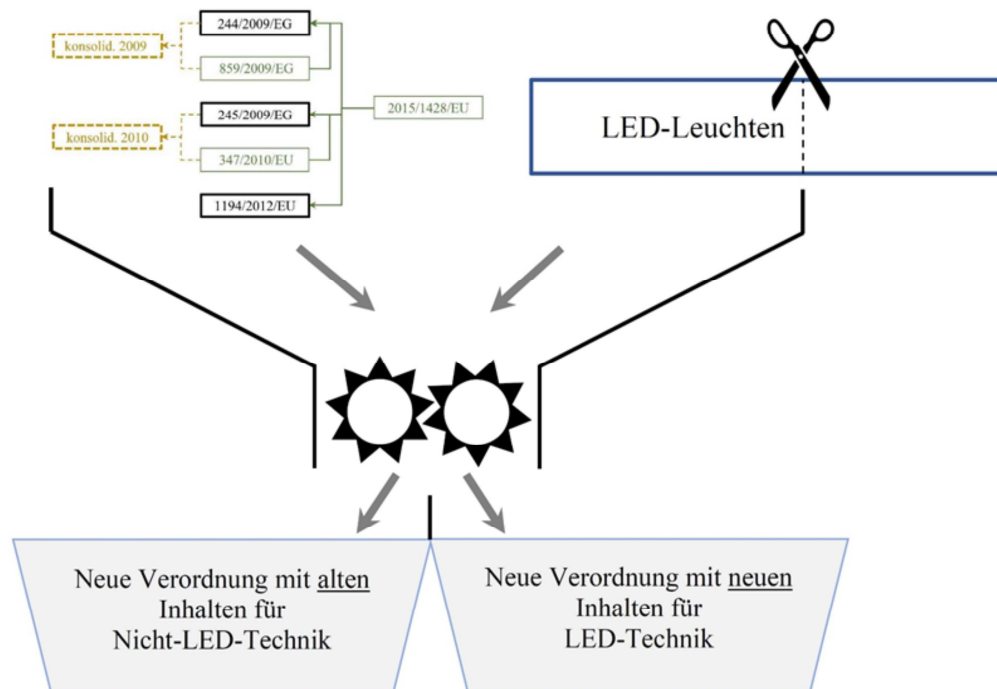 244/2009/EG
konsolid. 2009
859/2009/EG
2015/1428/EU
245/2009/EG
konsolid. 2010
347/2010/EU
1194/2012/EU
LED-Leuchten
Neue Verordnung mit alten
Inhalten für
Nicht-LED-Technik
Neue Verordnung mit neuen
Inhalten für
LED-Technik